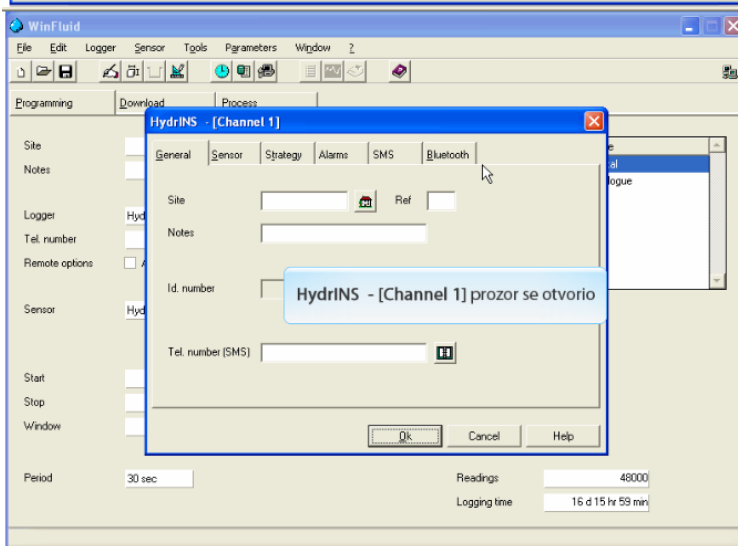 WinFluid
File Edit Logger Sensor Tools Parameters Window ?
Programming Download Process
HydrINS - [Channel 1]
General Sensor Strategy Alarms SMS Bluetooth
Site
Notes
Logger
Tel. number
Remote options
Sensor
Start
Stop
Window
Site Ref
Notes
Id. number
HydrINS - [Channel 1] prozor se otvorio
Tel. number (SMS)
Ok Cancel Help
Period 30 sec Readings 48000
Logging time 16 d 15 hr 59 min